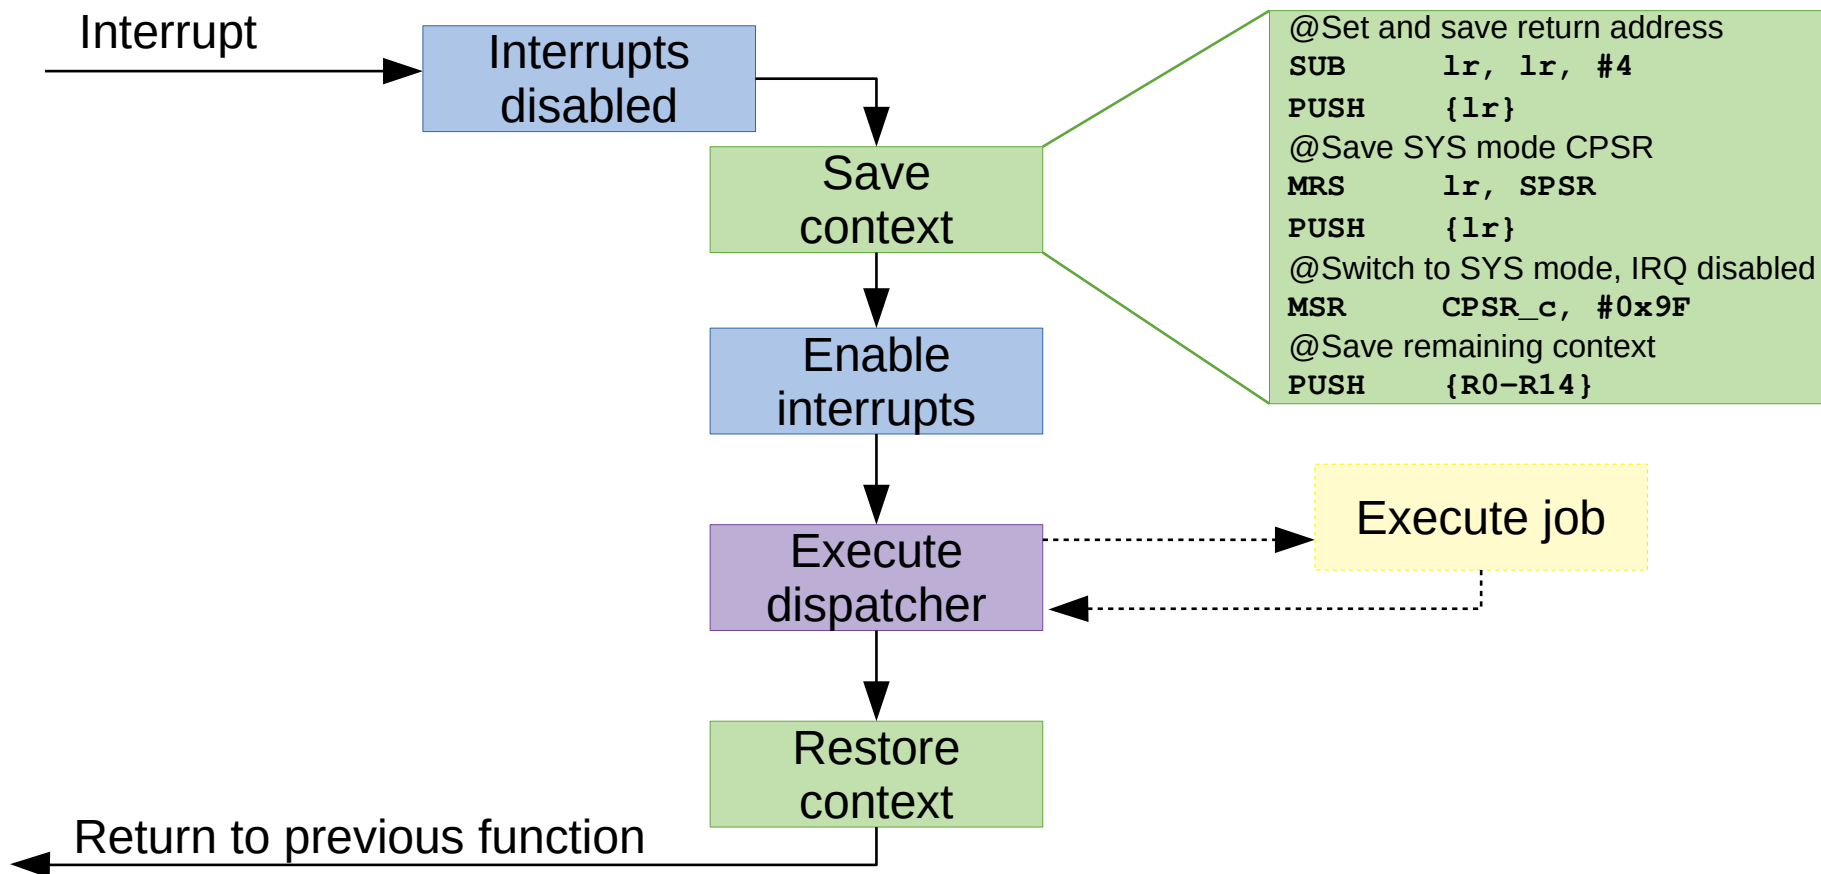 Interrupt
Interrupts
disabled
Save
context
Enable
interrupts
Execute
dispatcher
Execute job
Restore
context
Return to previous function
@Set and save return address
SUB lr, lr, #4
PUSH {lr}
@Save SYS mode CPSR
MRS lr, SPSR
PUSH {lr}
@Switch to SYS mode, IRQ disabled
MSR CPSR_c, #0x9F
@Save remaining context
PUSH {R0-R14}